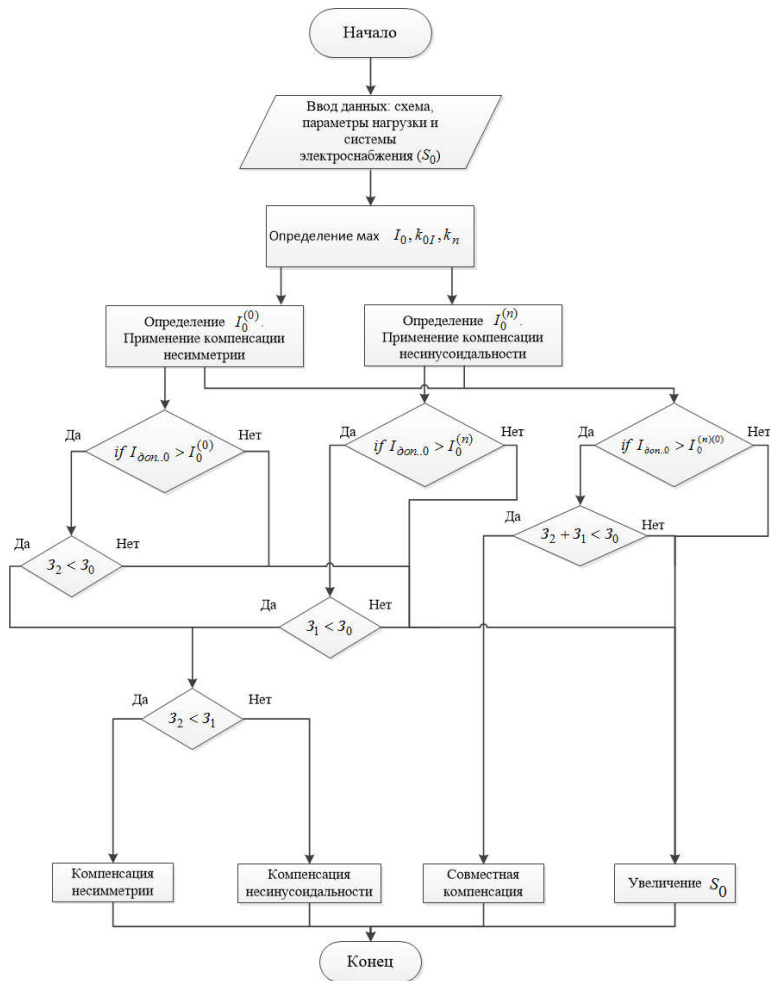 Начало
Ввод данных: схема,
параметры нагрузки и
системы
электроснабжения (S₀)
Определение мах I₀, k₀I, kₙ
Определение I₀⁽⁰⁾.
Применение компенсации
несимметрии
Определение I₀⁽ⁿ⁾
Применение компенсации
несинусоидальности
Да
if I доп..0 > I₀⁽⁰⁾
Нет
Да
if I доп..0 > I₀⁽ⁿ⁾
Нет
Да
if I доп..0 > I₀⁽ⁿ⁾⁽⁰⁾
Нет
Да
З₂ < З₀
Нет
Да
З₂ + З₁ < З₀
Нет
Да
З₁ < З₀
Нет
Да
З₂ < З₁
Нет
Компенсация
несимметрии
Компенсация
несинусоидальности
Совместная
компенсация
Увеличение S₀
Конец